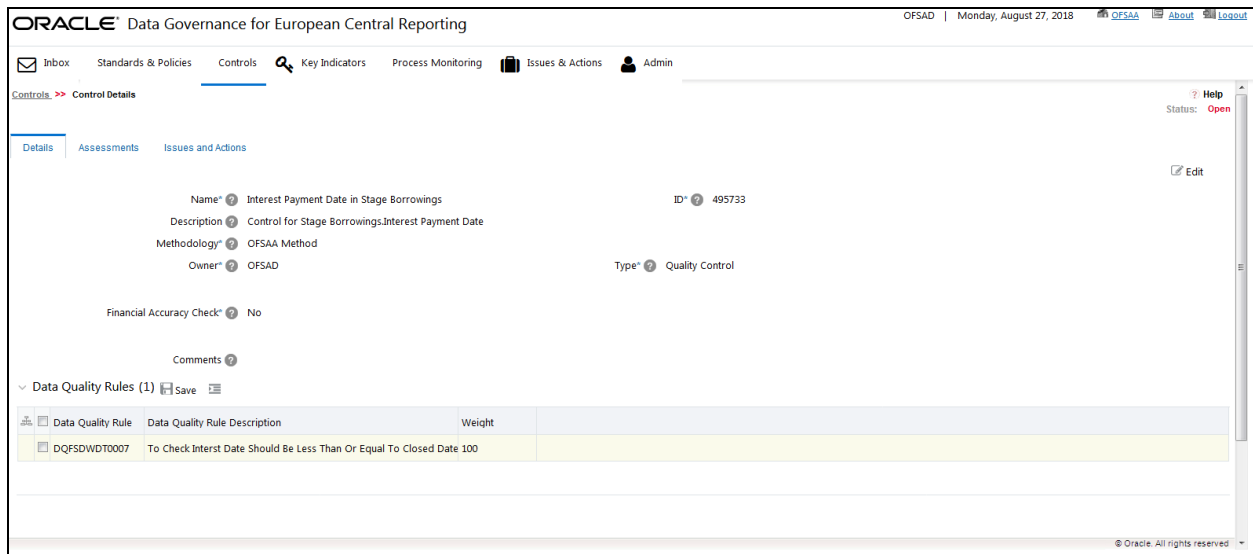 ORACLE® Data Governance for European Central Reporting
OFSAD | Monday, August 27, 2018 OFSAA About Logout
Inbox Standards & Policies Controls Key Indicators Process Monitoring Issues & Actions Admin
Controls >> Control Details
? Help
Status: Open
Details Assessments Issues and Actions
Edit
Name* ? Interest Payment Date in Stage Borrowings ID* ? 495733
Description ? Control for Stage Borrowings.Interest Payment Date
Methodology* ? OFSAA Method
Owner* ? OFSAD Type* ? Quality Control
Financial Accuracy Check* ? No
Comments ?
Data Quality Rules (1) Save
Data Quality Rule Data Quality Rule Description Weight
DQFSDWDT0007 To Check Interst Date Should Be Less Than Or Equal To Closed Date 100
© Oracle. All rights reserved